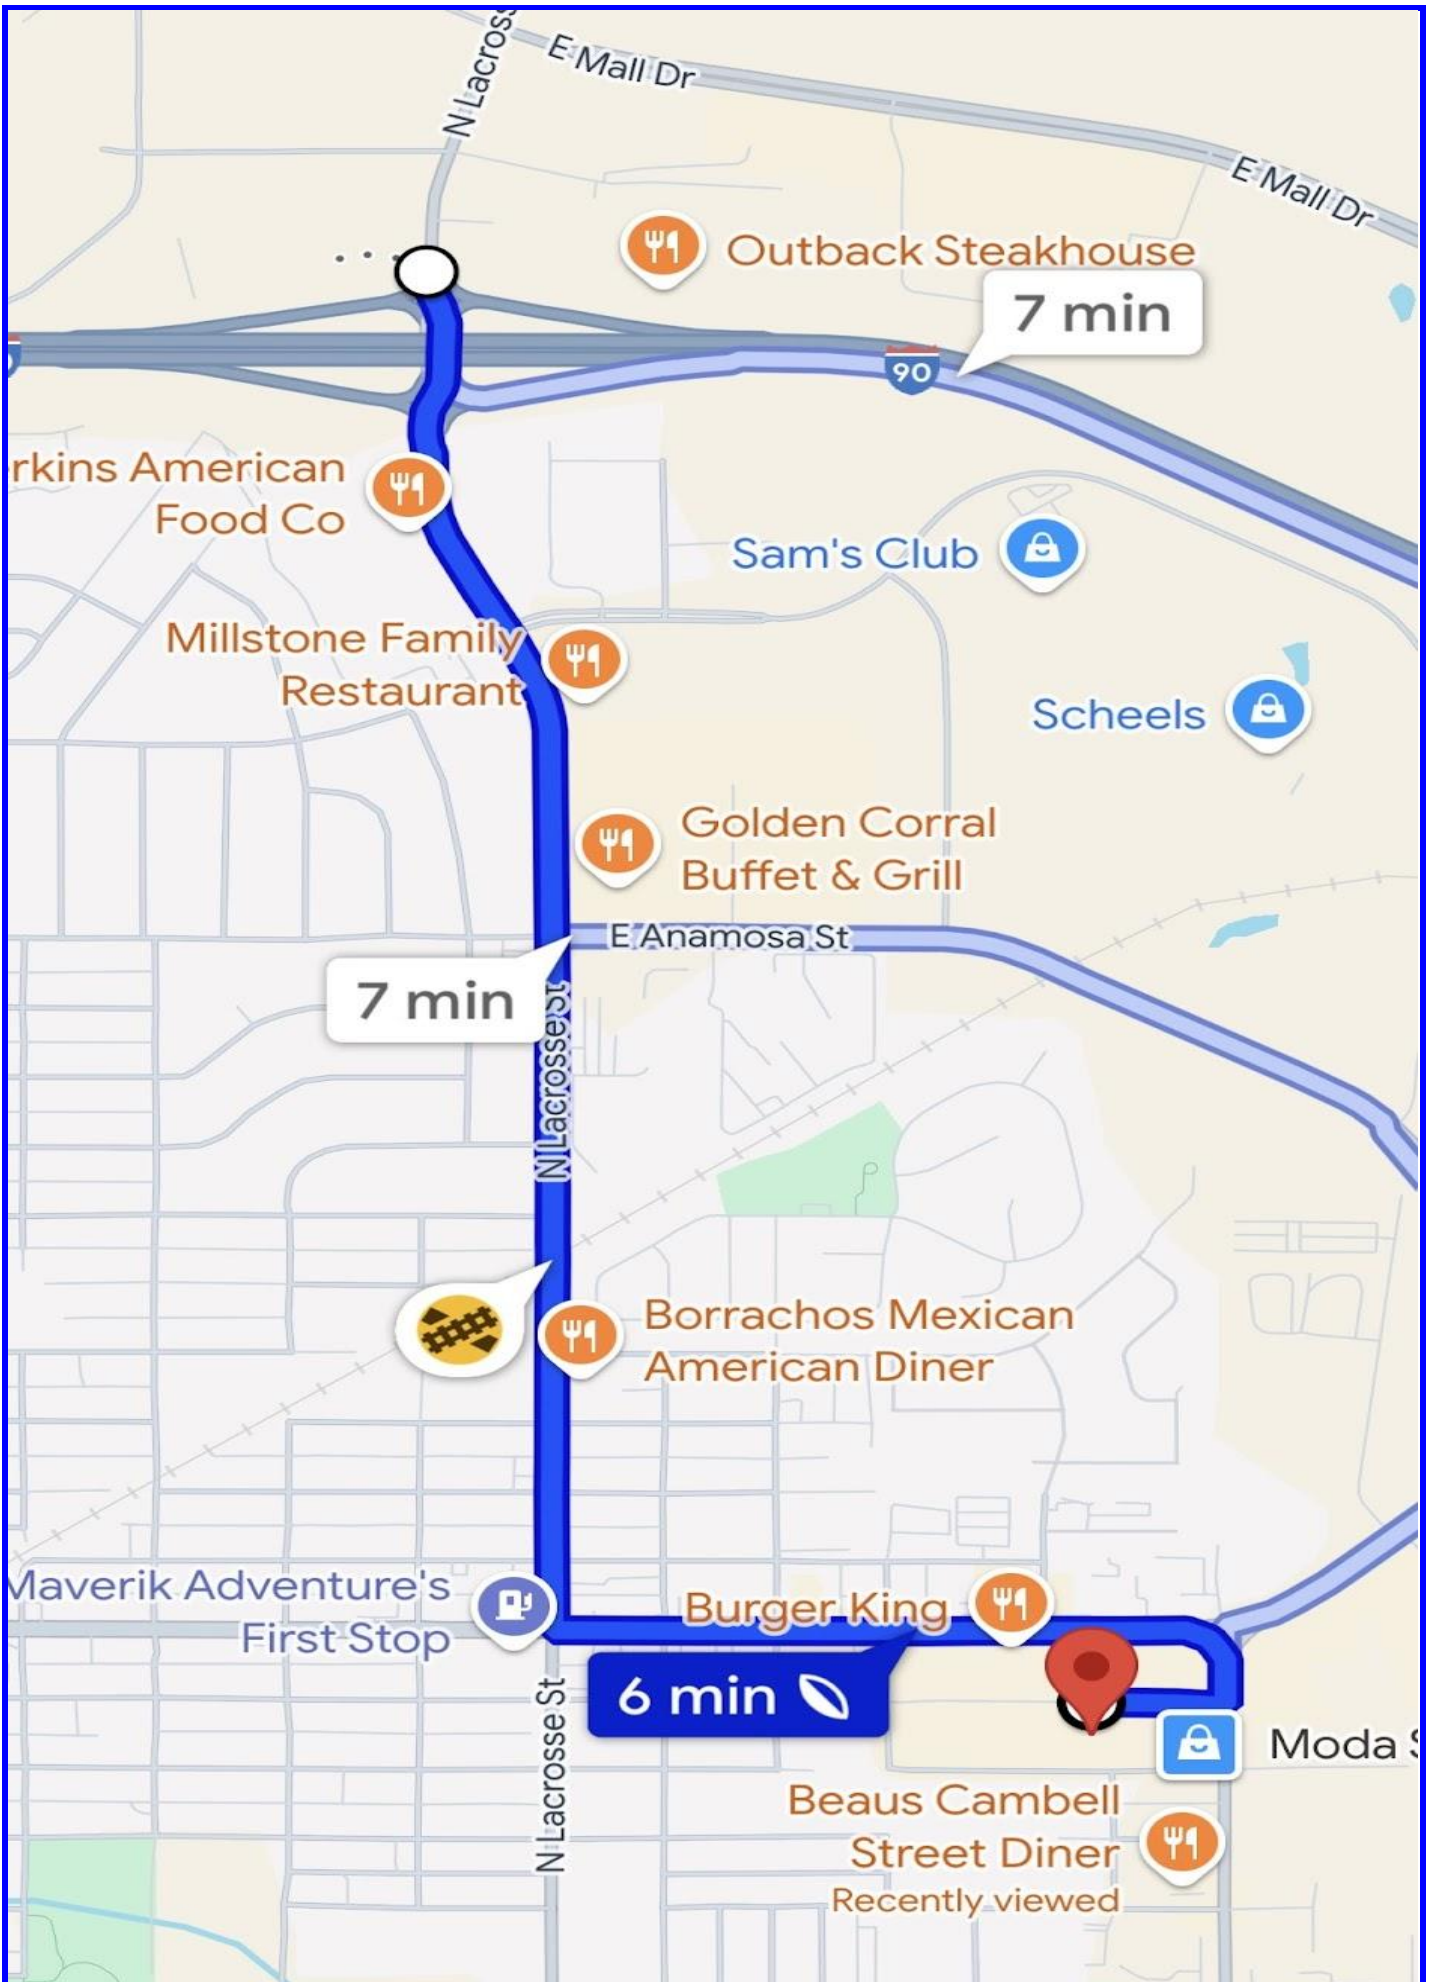 N Lacross
E Mall Dr
E Mall Dr
Outback Steakhouse
7 min
90
rkins American
Food Co
Sam's Club
Millstone Family
Restaurant
Scheels
Golden Corral
Buffet & Grill
E Anamosa St
7 min
N Lacrosse St
Borrachos Mexican
American Diner
Maverik Adventure's
First Stop
Burger King
6 min
N Lacrosse St
Moda S
Beaus Cambell
Street Diner
Recently viewed